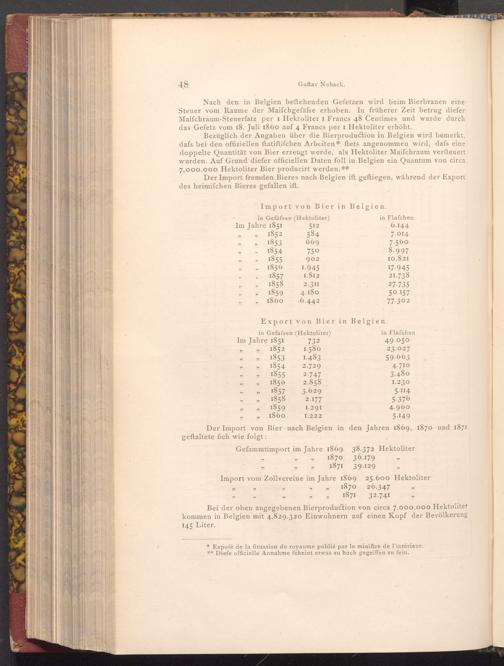 48 Gustav Noback.
Nach den in Belgien beſtehenden Geſetzen wird beim Bierbrauen eine
Steuer vom Raume der Maiſchgefäſse erhoben. In früherer Zeit betrug dieſer
Maiſchraum-Steuerſatz per 1 Hektoliter 1 Francs 48 Centimes und wurde durch
das Geſetz vom 18. Juli 1860 auf 4 Francs per 1 Hektoliter erhöht.
Bezüglich der Angaben über die Bierproduction in Belgien wird bemerkt,
daſs bei den officiellen ſtatiſtiſchen Arbeiten* ſtets angenommen wird, daſs eine
doppelte Quantität von Bier erzeugt werde, als Hektoliter Maiſchraum verſteuert
wurden. Auf Grund dieſer officiellen Daten ſoll in Belgien ein Quantum von circa
7,000.000 Hektoliter Bier producirt werden.**
Der Import fremden Bieres nach Belgien iſt geſtiegen, während der Export
des heimiſchen Bieres gefallen iſt.
Import von Bier in Belgien.
in Gefäſsen (Hektoliter) in Flaſchen
Im Jahre 1851 512 6.144
„ „ 1852 584 7.014
„ „ 1853 669 7.560
„ „ 1854 750 8.997
„ „ 1855 902 10.821
„ „ 1856 1.945 17.945
„ „ 1857 1.812 21.738
„ „ 1858 2.311 27.735
„ „ 1859 4.180 50.157
„ „ 1860 6.442 77.302
Export von Bier in Belgien.
in Gefäſsen (Hektoliter) in Flaſchen
Im Jahre 1851 732 49.050
„ „ 1852 1.586 23.027
„ „ 1853 1.483 59.663
„ „ 1854 2.729 4.710
„ „ 1855 2.747 3.480
„ „ 1856 2.858 1.230
„ „ 1857 3.629 5.114
„ „ 1858 2.177 5.376
„ „ 1859 1.291 4.960
„ „ 1860 1.222 5.149
Der Import von Bier nach Belgien in den Jahren 1869, 1870 und 1871
geſtaltete ſich wie folgt:
Geſammtimport im Jahre 1869 38.372 Hektoliter
„ „ „ 1870 36.179 „
„ „ „ 1871 39.129 „
Import vom Zollvereine im Jahre 1869 25.600 Hektoliter
„ „ „ „ „ 1870 26.347 „
„ „ „ „ „ 1871 32.741 „
Bei der oben angegebenen Bierproduction von circa 7,000.000 Hektoliter
kommen in Belgien mit 4,829.320 Einwohnern auf einen Kopf der Bevölkerung
145 Liter.
* Expoſé de la ſituation du royaume publié par le miniſtre de l'intérieur.
** Dieſe officielle Annahme ſcheint etwas zu hoch gegriffen zu ſein.